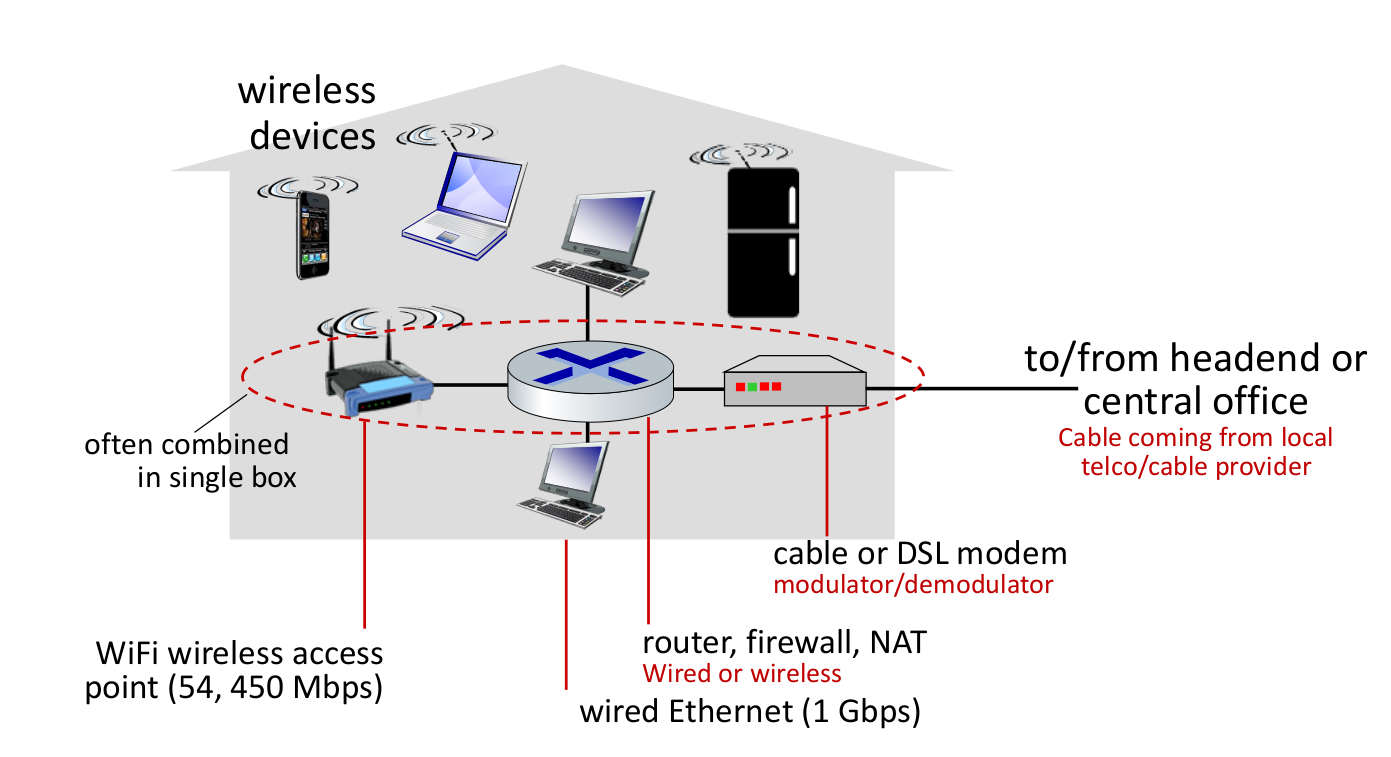 wireless
devices
to/from headend or
central office
Cable coming from local
telco/cable provider
often combined
in single box
cable or DSL modem
modulator/demodulator
WiFi wireless access
point (54, 450 Mbps)
router, firewall, NAT
Wired or wireless
wired Ethernet (1 Gbps)